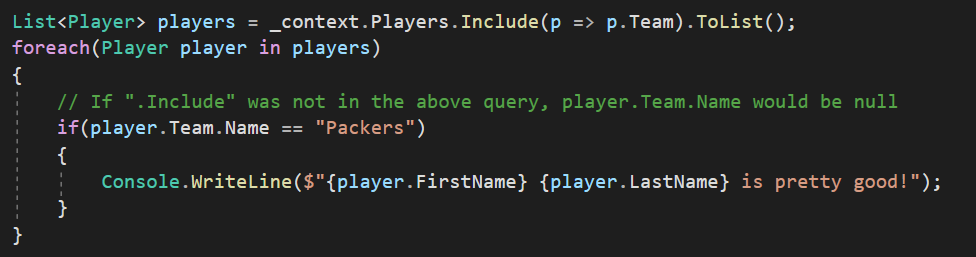 List<Player> players = _context.Players.Include(p => p.Team).ToList();
foreach(Player player in players)
{
    // If ".Include" was not in the above query, player.Team.Name would be null
    if(player.Team.Name == "Packers")
    {
        Console.WriteLine($"{player.FirstName} {player.LastName} is pretty good!");
    }
}